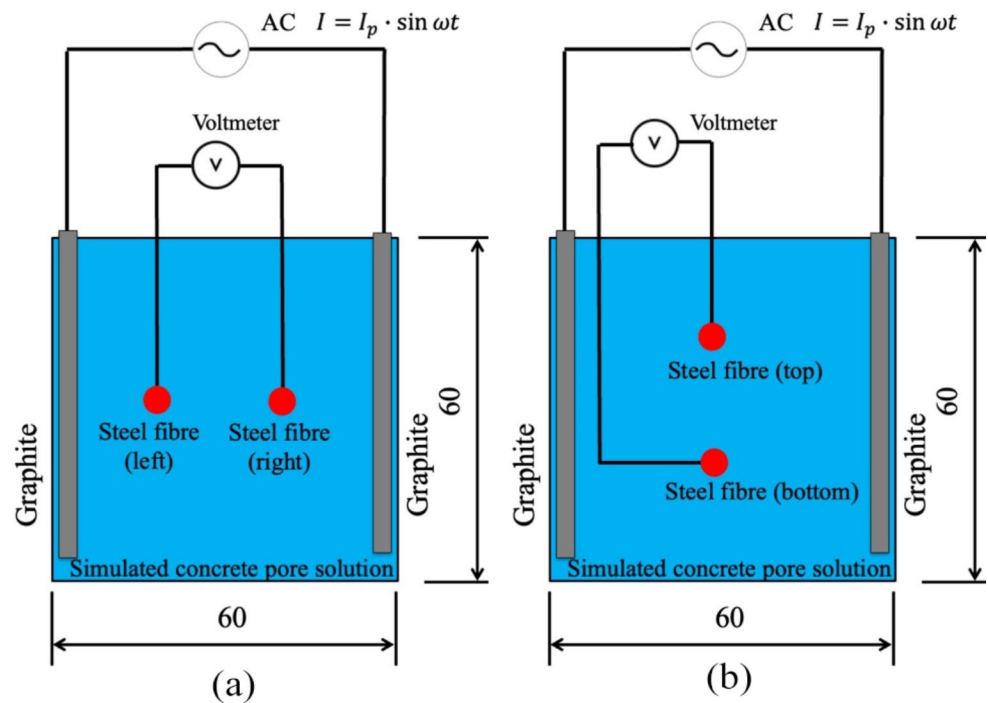 AC I = I_p · sin ωt
Voltmeter
V
Steel fibre
(left)
Steel fibre
(right)
Graphite
Graphite
Simulated concrete pore solution
60
60
(a)
AC I = I_p · sin ωt
Voltmeter
V
Steel fibre (top)
Steel fibre (bottom)
Graphite
Graphite
Simulated concrete pore solution
60
60
(b)